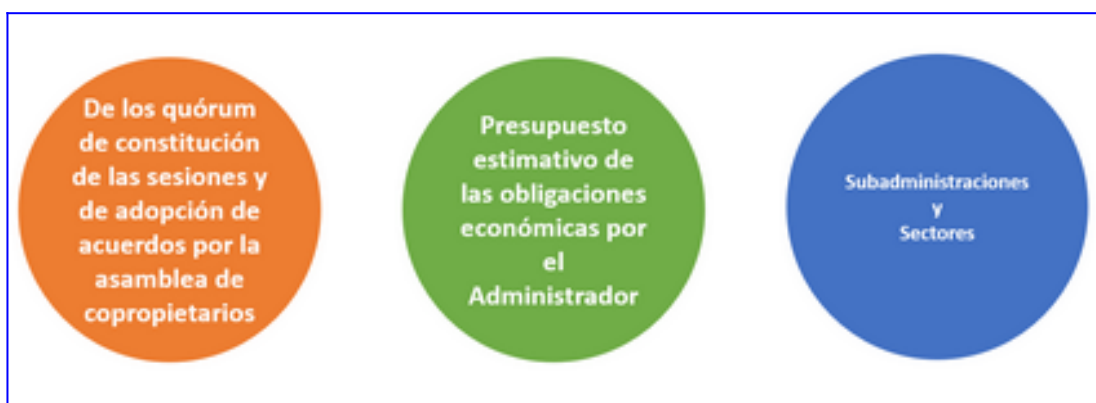 De los quórum
de constitución
de las sesiones y
de adopción de
acuerdos por la
asamblea de
copropietarios
Presupuesto
estimativo de
las obligaciones
económicas por
el
Administrador
Subadministraciones
y
Sectores